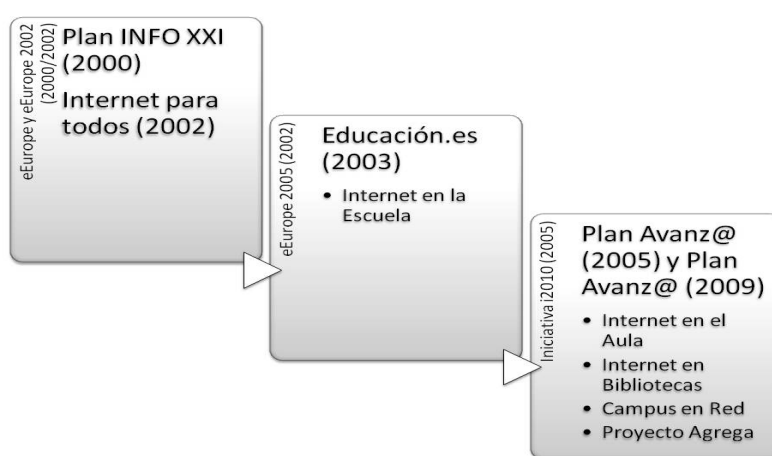 eEurope y eEurope 2002
(2000/2002)
Plan INFO XXI
(2000)
Internet para
todos (2002)
eEurope 2005 (2002)
Educación.es
(2003)
• Internet en la
Escuela
Iniciativa i2010 (2005)
Plan Avanz@
(2005) y Plan
Avanz@ (2009)
• Internet en el
Aula
• Internet en
Bibliotecas
• Campus en Red
• Proyecto Agrega